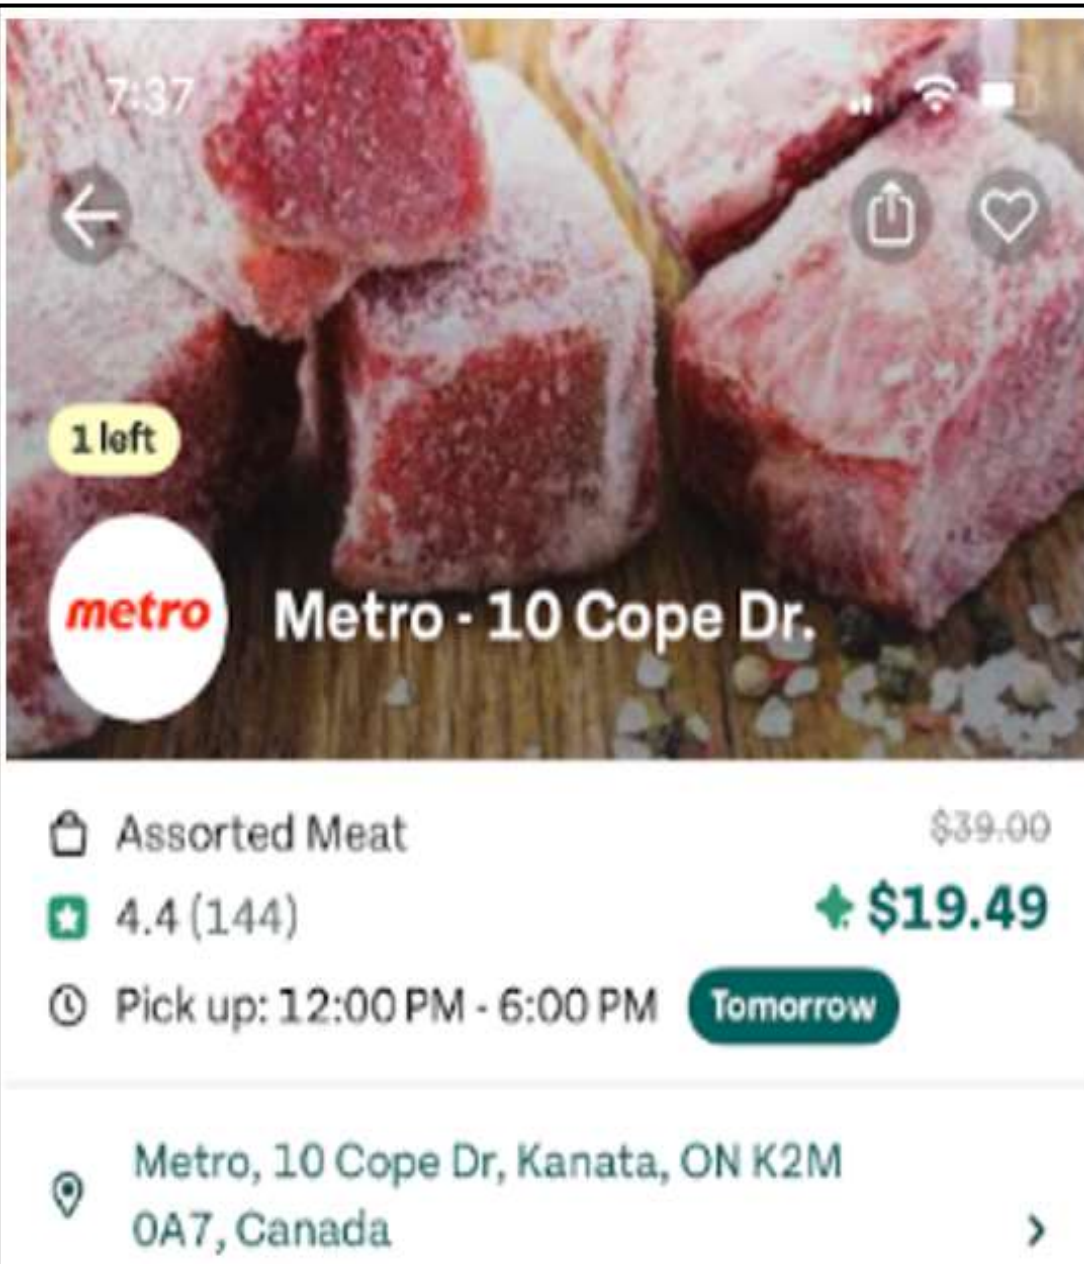 7:37
1 left
metro
Metro - 10 Cope Dr.
Assorted Meat
$39.00
4.4 (144)
$19.49
Pick up: 12:00 PM - 6:00 PM
Tomorrow
Metro, 10 Cope Dr, Kanata, ON K2M
0A7, Canada